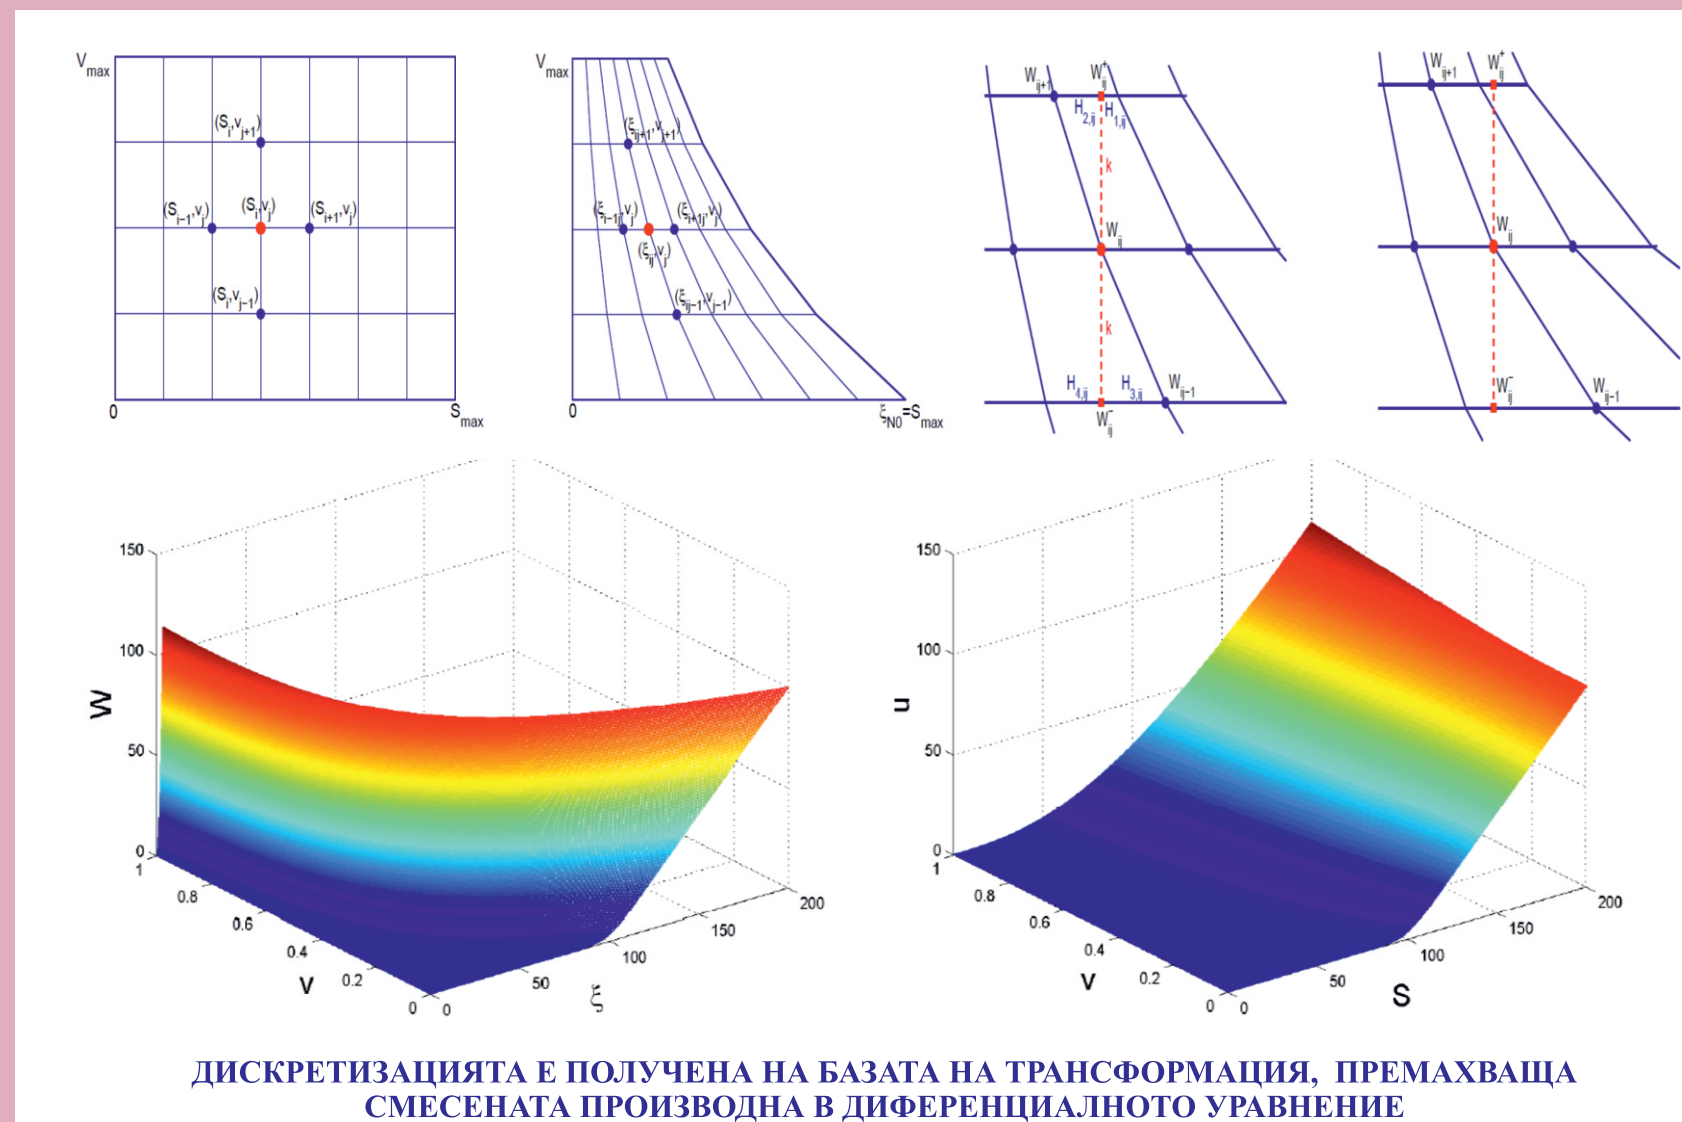 V_max
(S_i,v_{j+1})
(S_{i-1},v_j)
(S_i,v_j)
(S_{i+1},v_j)
(S_i,v_{j-1})
0
S_max
V_max
(ξ_{ij+1},v_{j+1})
(ξ_{i-1j},v_j)
(ξ_{i+1j},v_j)
(ξ_{ij},v_j)
(ξ_{ij-1},v_{j-1})
0
ξ_{N0}=S_max
W_{ij+1}
W^+_{ij}
H_{2,ij}
H_{1,ij}
k
W_{ij}
k
H_{4,ij}
H_{3,ij}
W_{ij-1}
W^-_{ij}
W_{ij+1}
W^+_{ij}
W_{ij}
W^-_{ij}
W_{ij-1}
150
100
50
0
W
1
0.8
0.6
0.4
0.2
0
V
0
50
100
150
200
ξ
150
100
50
0
u
1
0.8
0.6
0.4
0.2
0
V
0
50
100
150
200
S
ДИСКРЕТИЗАЦИЯТА Е ПОЛУЧЕНА НА БАЗАТА НА ТРАНСФОРМАЦИЯ, ПРЕМАХВАЩА
СМЕСЕНАТА ПРОИЗВОДНА В ДИФЕРЕНЦИАЛНОТО УРАВНЕНИЕ